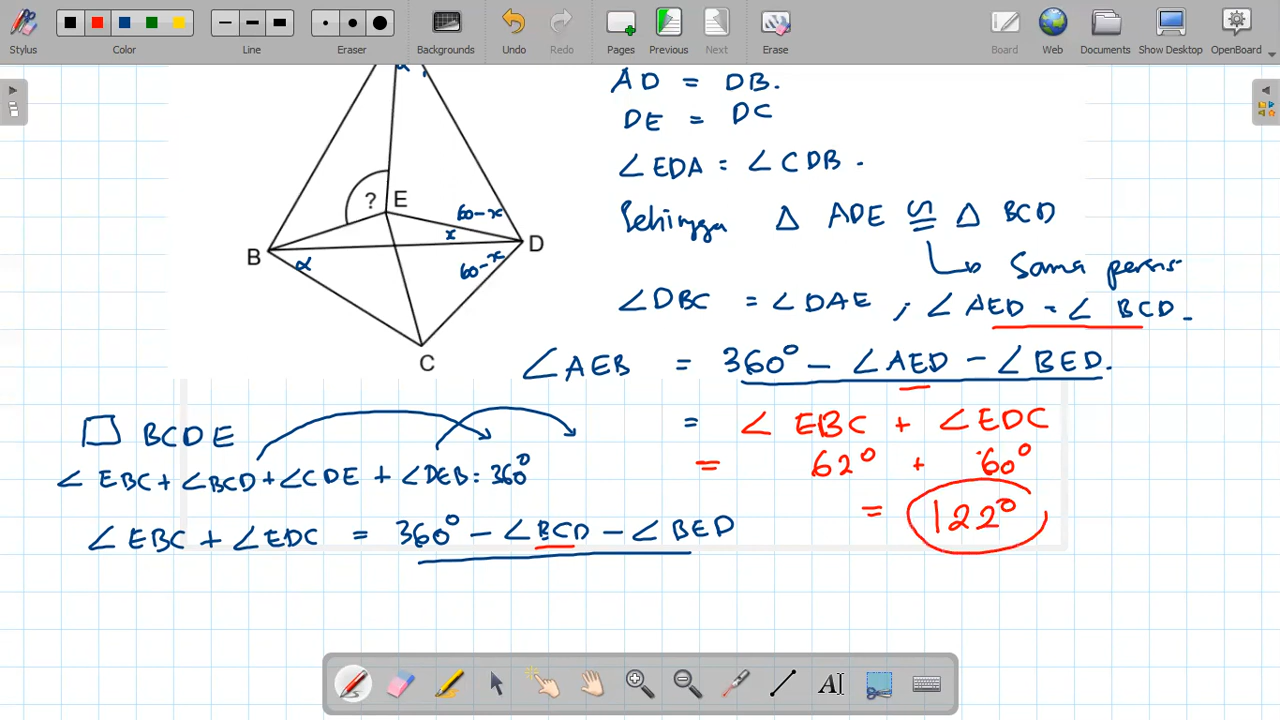 Stylus Color Line Eraser Backgrounds Undo Redo Pages Previous Next Erase Board Web Documents Show Desktop OpenBoard
α
AD = DB.
DE = DC
∠EDA = ∠CDB.
Sehingga Δ ADE ≅ Δ BCD
Sama persis
∠DBC = ∠DAE ; ∠AED = ∠BCD.
? E
60-x
x
60-x
B D
α
C
∠AEB = 360° - ∠AED - ∠BED.
= ∠EBC + ∠EDC
= 62° + 60°
= 122°
□ BCDE
∠EBC + ∠BCD + ∠CDE + ∠DEB = 360°
∠EBC + ∠EDC = 360° - ∠BCD - ∠BED